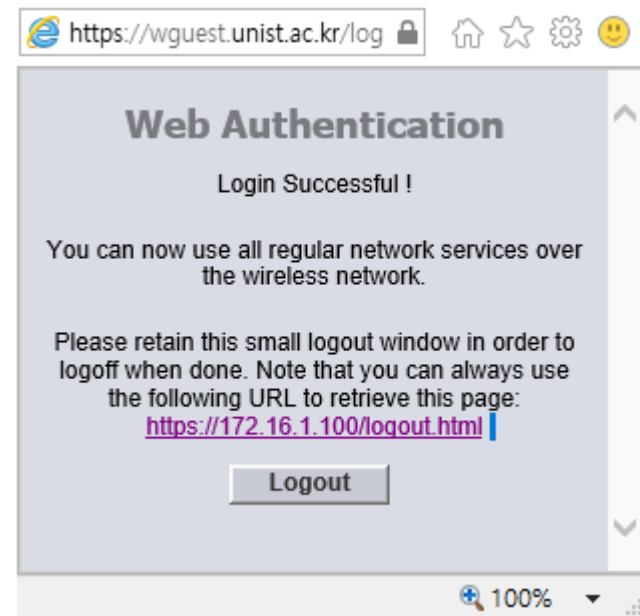 https://wguest.unist.ac.kr/log
Web Authentication
Login Successful !
You can now use all regular network services over
the wireless network.
Please retain this small logout window in order to
logoff when done. Note that you can always use
the following URL to retrieve this page:
https://172.16.1.100/logout.html
Logout
100%